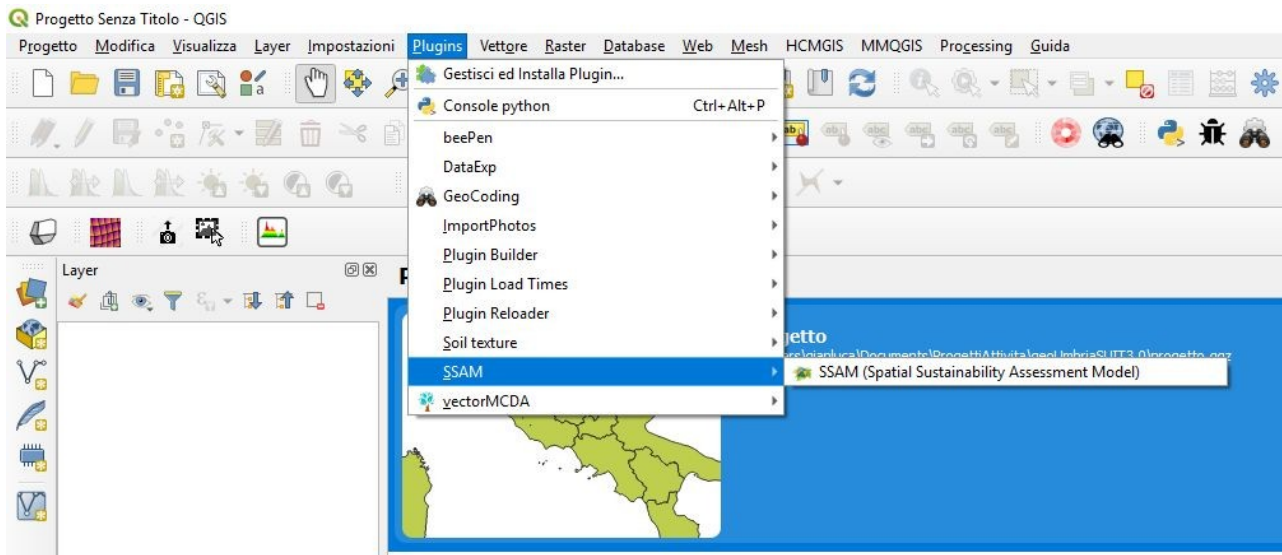 Progetto Senza Titolo - QGIS
Progetto Modifica Visualizza Layer Impostazioni Plugins Vettore Raster Database Web Mesh HCMGIS MMQGIS Processing Guida
Gestisci ed Installa Plugin...
Console python Ctrl+Alt+P
beePen
DataExp
GeoCoding
ImportPhotos
Plugin Builder
Plugin Load Times
Plugin Reloader
Soil texture
SSAM
SSAM (Spatial Sustainability Assessment Model)
vectorMCDA
Layer